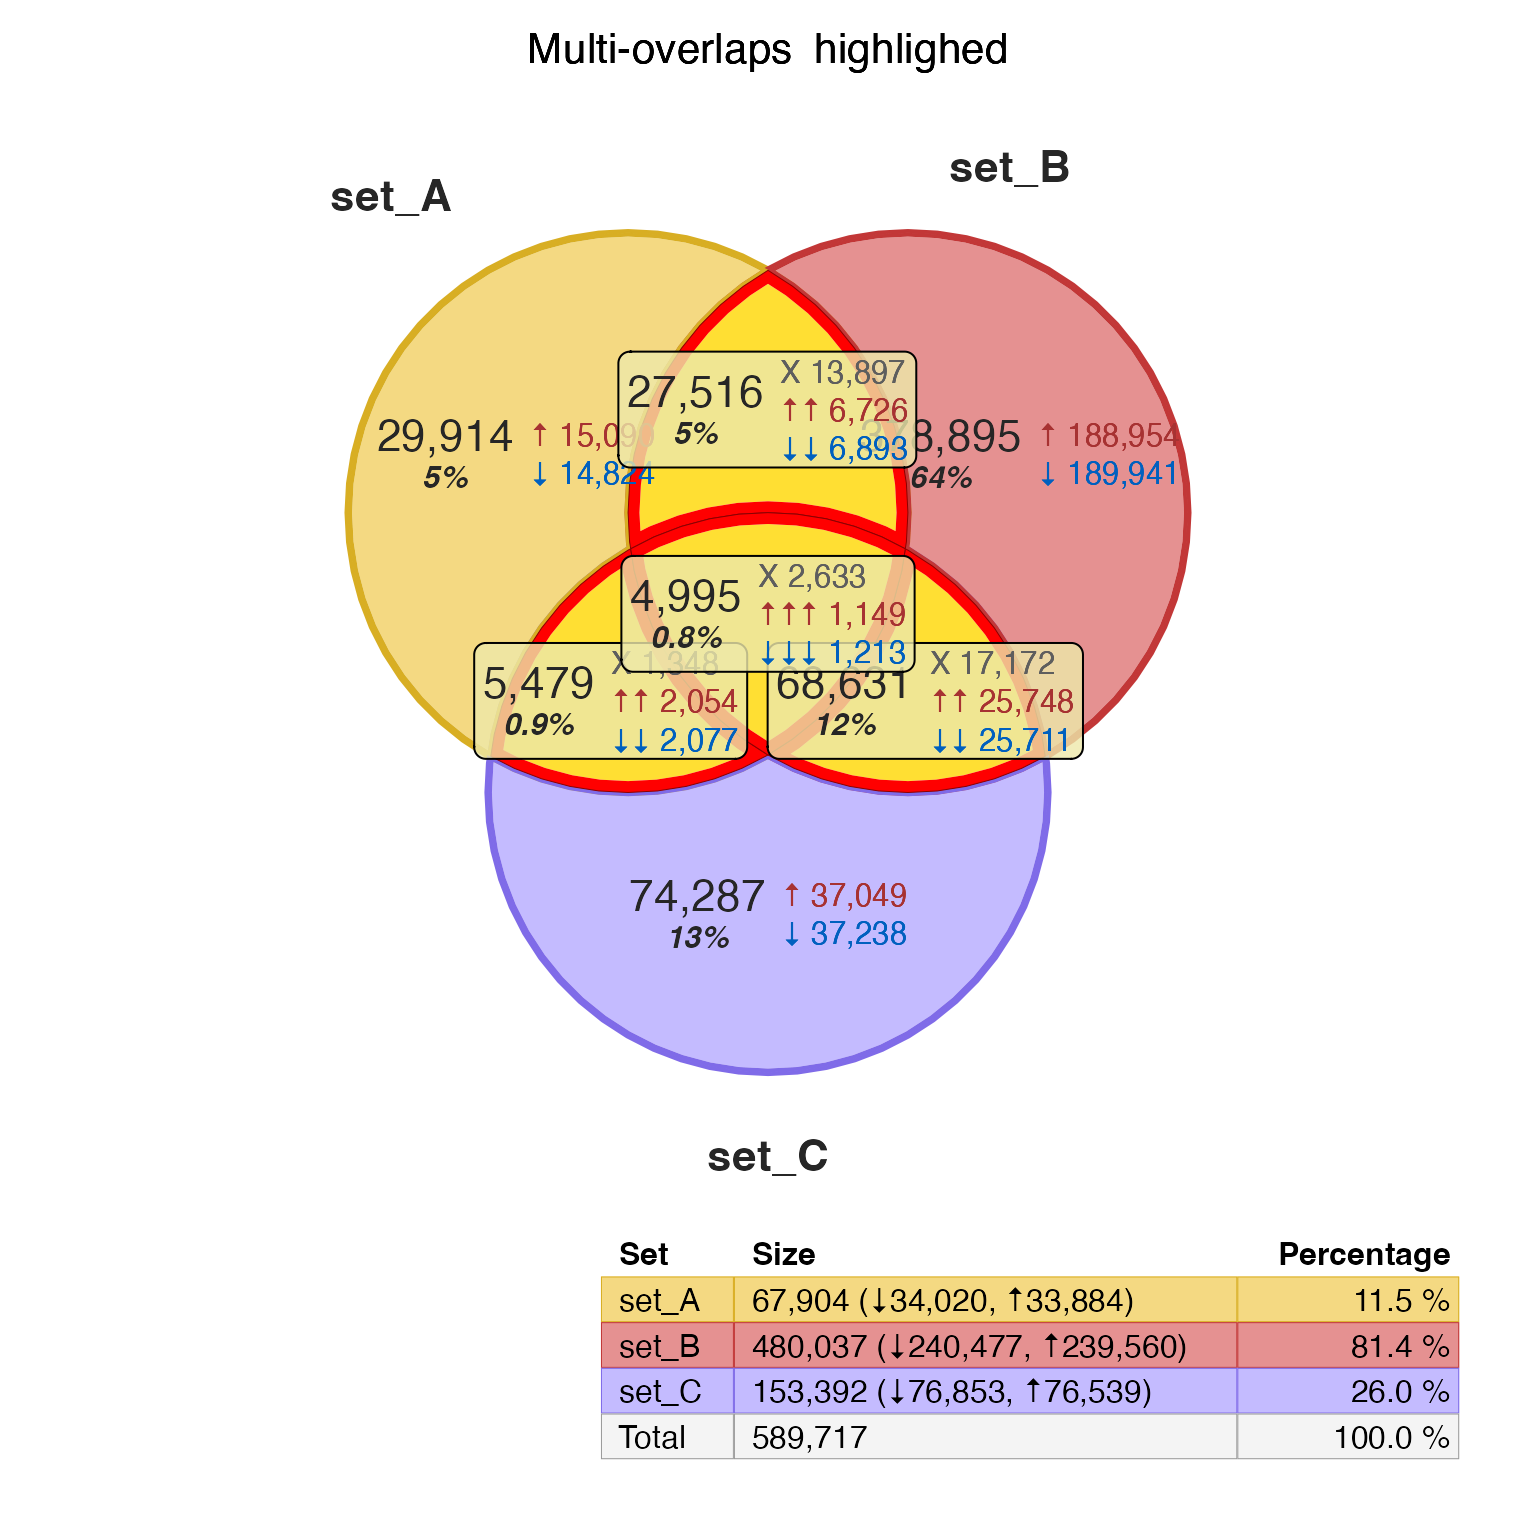 Multi-overlaps highlighed
set_A
set_B
27,516 X 13,897
5% ↑↑ 6,726
↓↓ 6,893
29,914 ↑ 15,090
5% ↓ 14,824
378,895 ↑ 188,954
64% ↓ 189,941
4,995 X 2,633
0.8% ↑↑↑ 1,149
↓↓↓ 1,213
5,479 X 1,348
0.9% ↑↑ 2,054
↓↓ 2,077
68,631 X 17,172
12% ↑↑ 25,748
↓↓ 25,711
74,287 ↑ 37,049
13% ↓ 37,238
set_C
Set Size Percentage
set_A 67,904 (↓34,020, ↑33,884) 11.5 %
set_B 480,037 (↓240,477, ↑239,560) 81.4 %
set_C 153,392 (↓76,853, ↑76,539) 26.0 %
Total 589,717 100.0 %